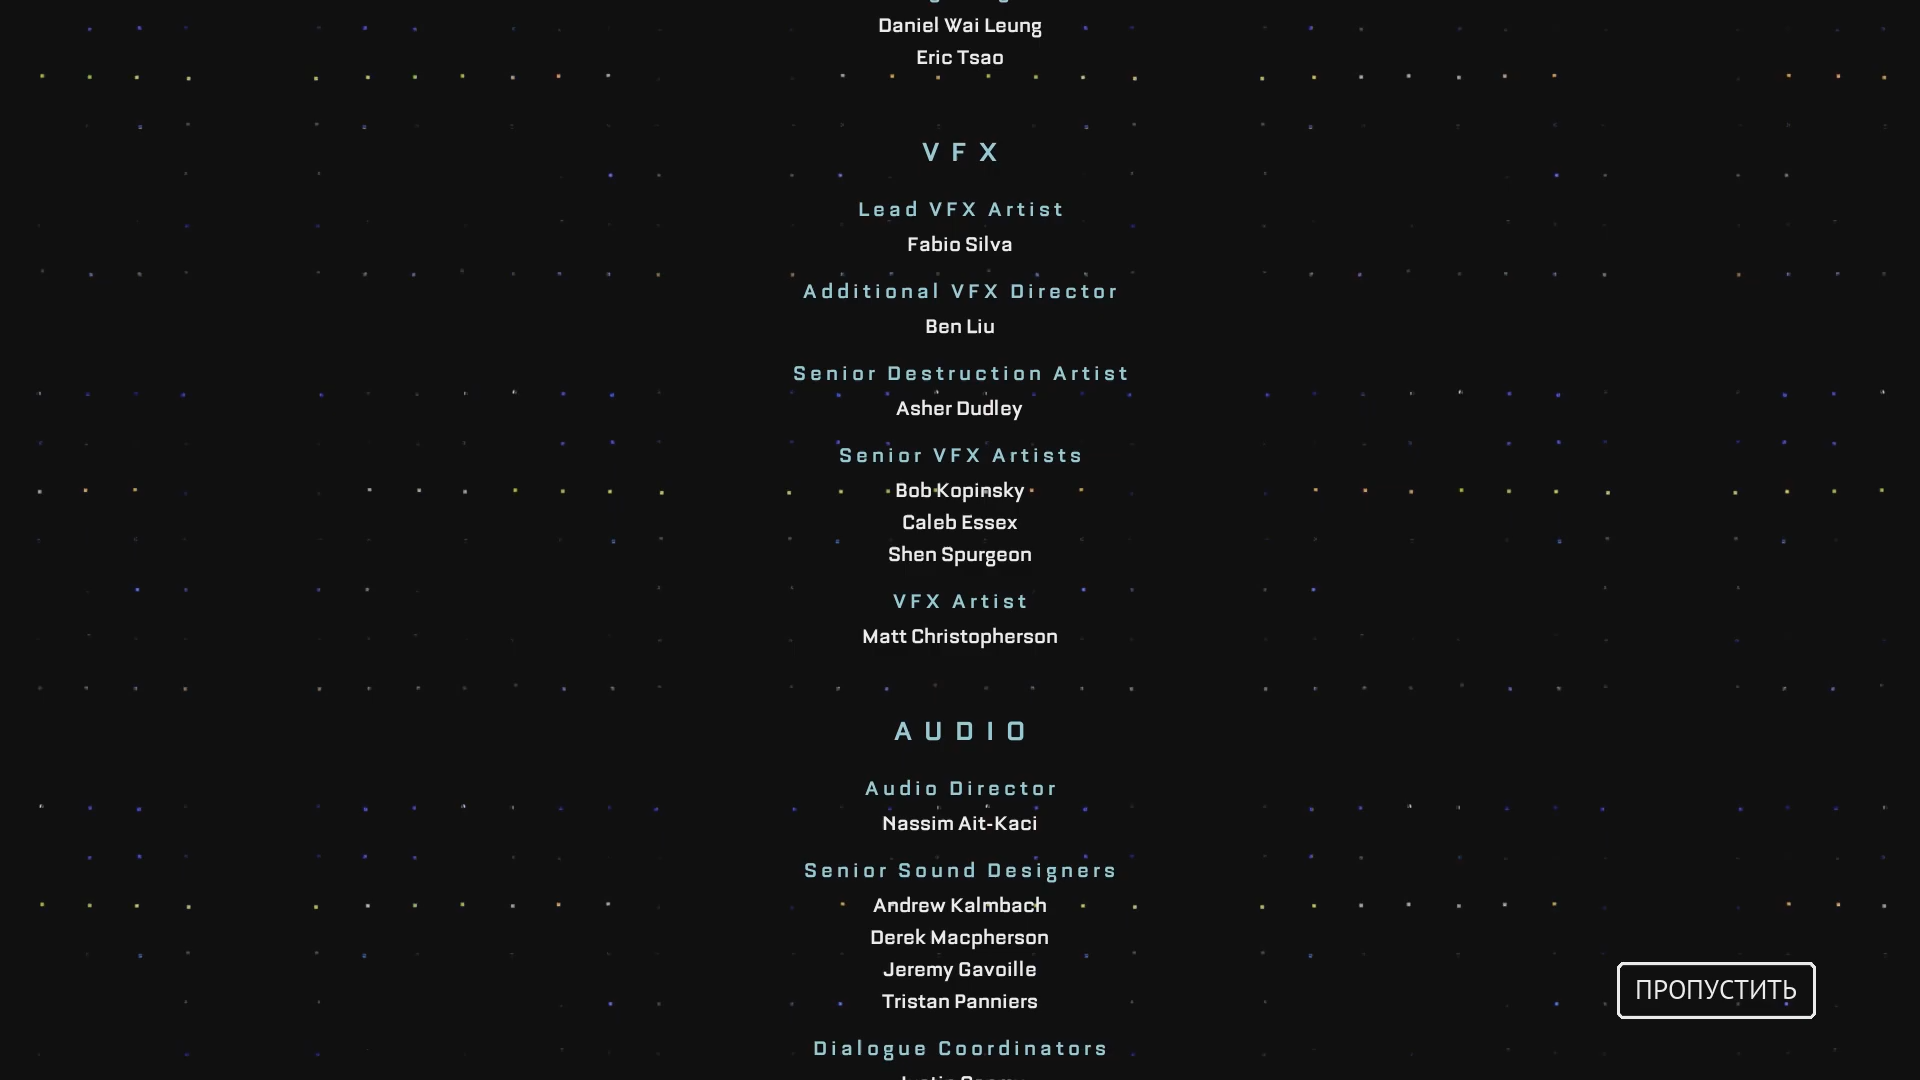 Daniel Wai Leung
Eric Tsao
VFX
Lead VFX Artist
Fabio Silva
Additional VFX Director
Ben Liu
Senior Destruction Artist
Asher Dudley
Senior VFX Artists
Bob Kopinsky
Caleb Essex
Shen Spurgeon
VFX Artist
Matt Christopherson
AUDIO
Audio Director
Nassim Ait-Kaci
Senior Sound Designers
Andrew Kalmbach
Derek Macpherson
Jeremy Gavoille
Tristan Panniers
ПРОПУСТИТЬ
Dialogue Coordinators